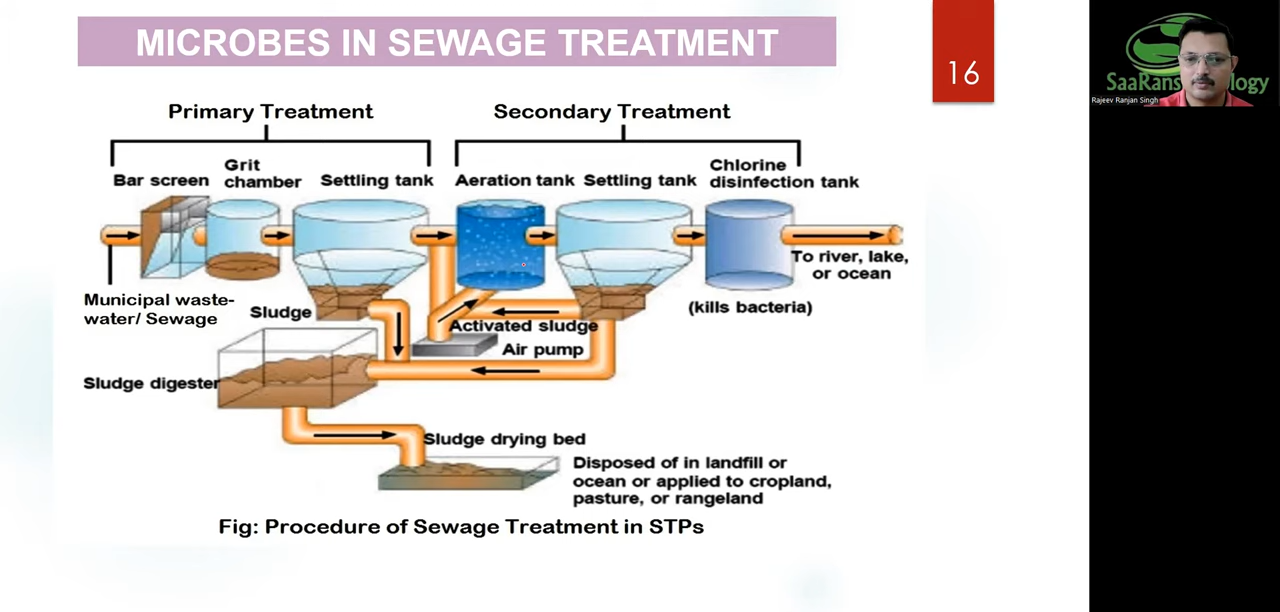 MICROBES IN SEWAGE TREATMENT
16
SaaRans
logy
Rajeev Ranjan Singh
Primary Treatment
Secondary Treatment
Bar screen
Grit
chamber
Settling tank
Aeration tank
Settling tank
Chlorine
disinfection tank
To river, lake,
or ocean
Municipal waste-
water/ Sewage
Sludge
(kills bacteria)
Activated sludge
Air pump
Sludge digester
Sludge drying bed
Disposed of in landfill or
ocean or applied to cropland,
pasture, or rangeland
Fig: Procedure of Sewage Treatment in STPs